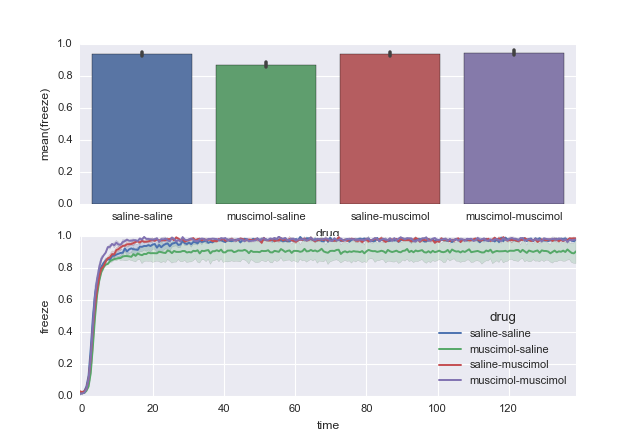 1.0
0.8
0.6
0.4
0.2
0.0
mean(freeze)
saline-saline muscimol-saline saline-muscimol muscimol-muscimol
drug
1.0
0.8
0.6
0.4
0.2
0.0
freeze
drug
saline-saline
muscimol-saline
saline-muscimol
muscimol-muscimol
0 20 40 60 80 100 120
time